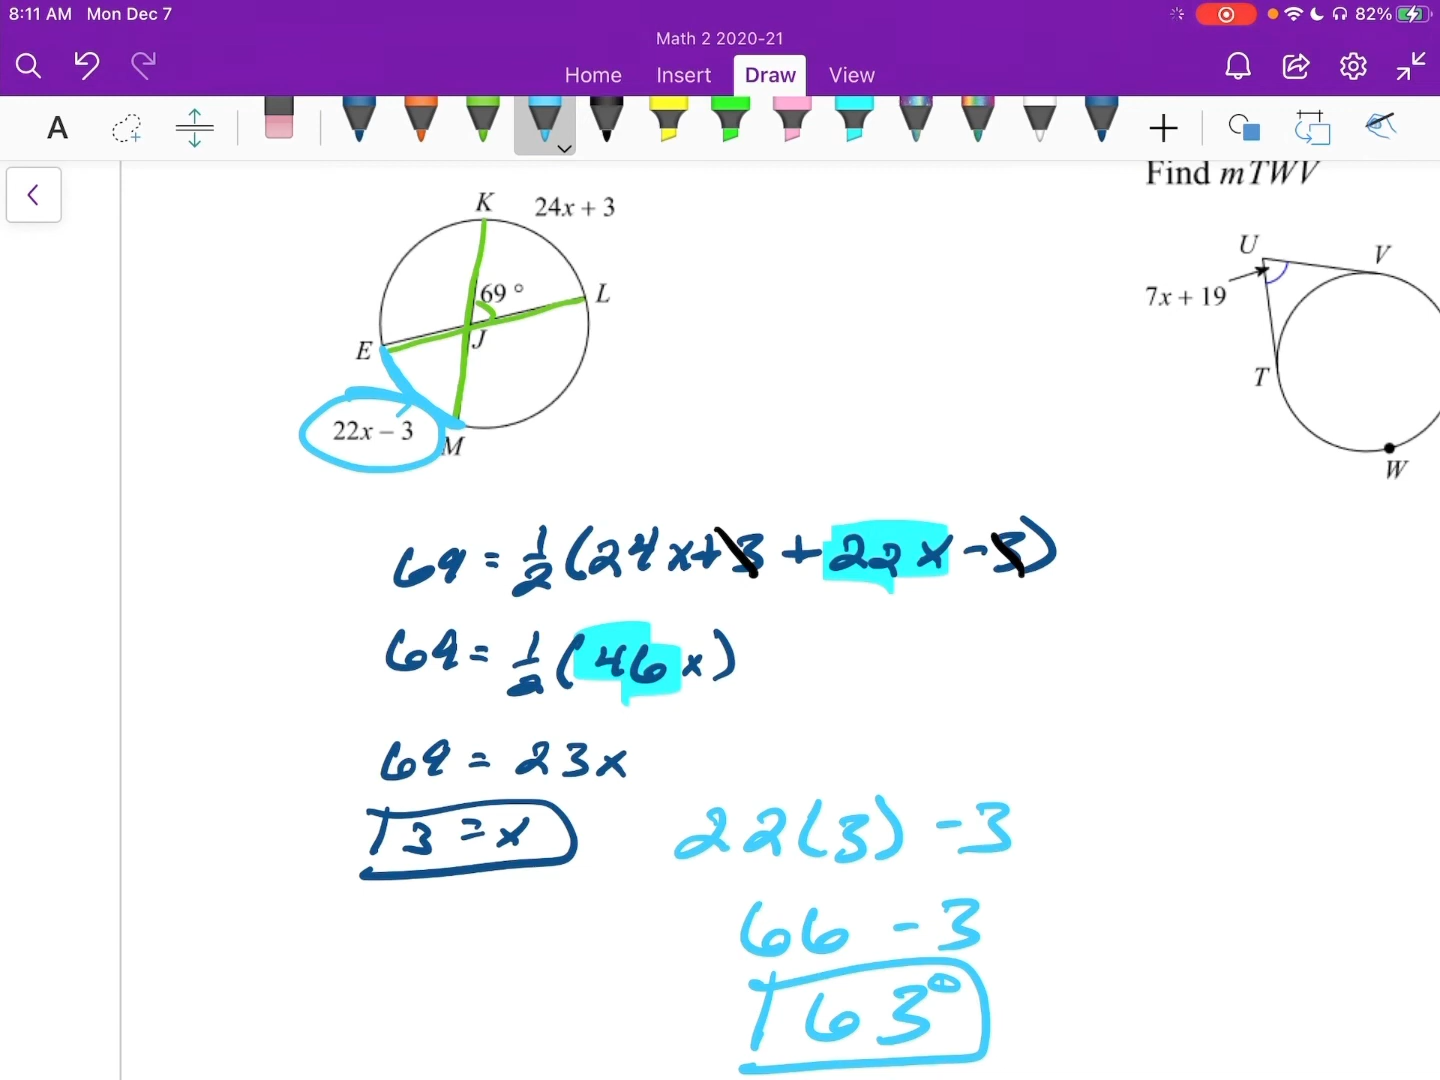 8:11 AM Mon Dec 7
82%
Math 2 2020-21
Home Insert Draw View
A
Find mTWV
K 24x + 3
69 °
L
J
E
22x – 3
M
U
V
7x + 19
T
W
69 = 1/2 (24x+3 + 22x - 3)
69 = 1/2 (46x)
69 = 23x
3 = x
22(3) - 3
66 - 3
63°